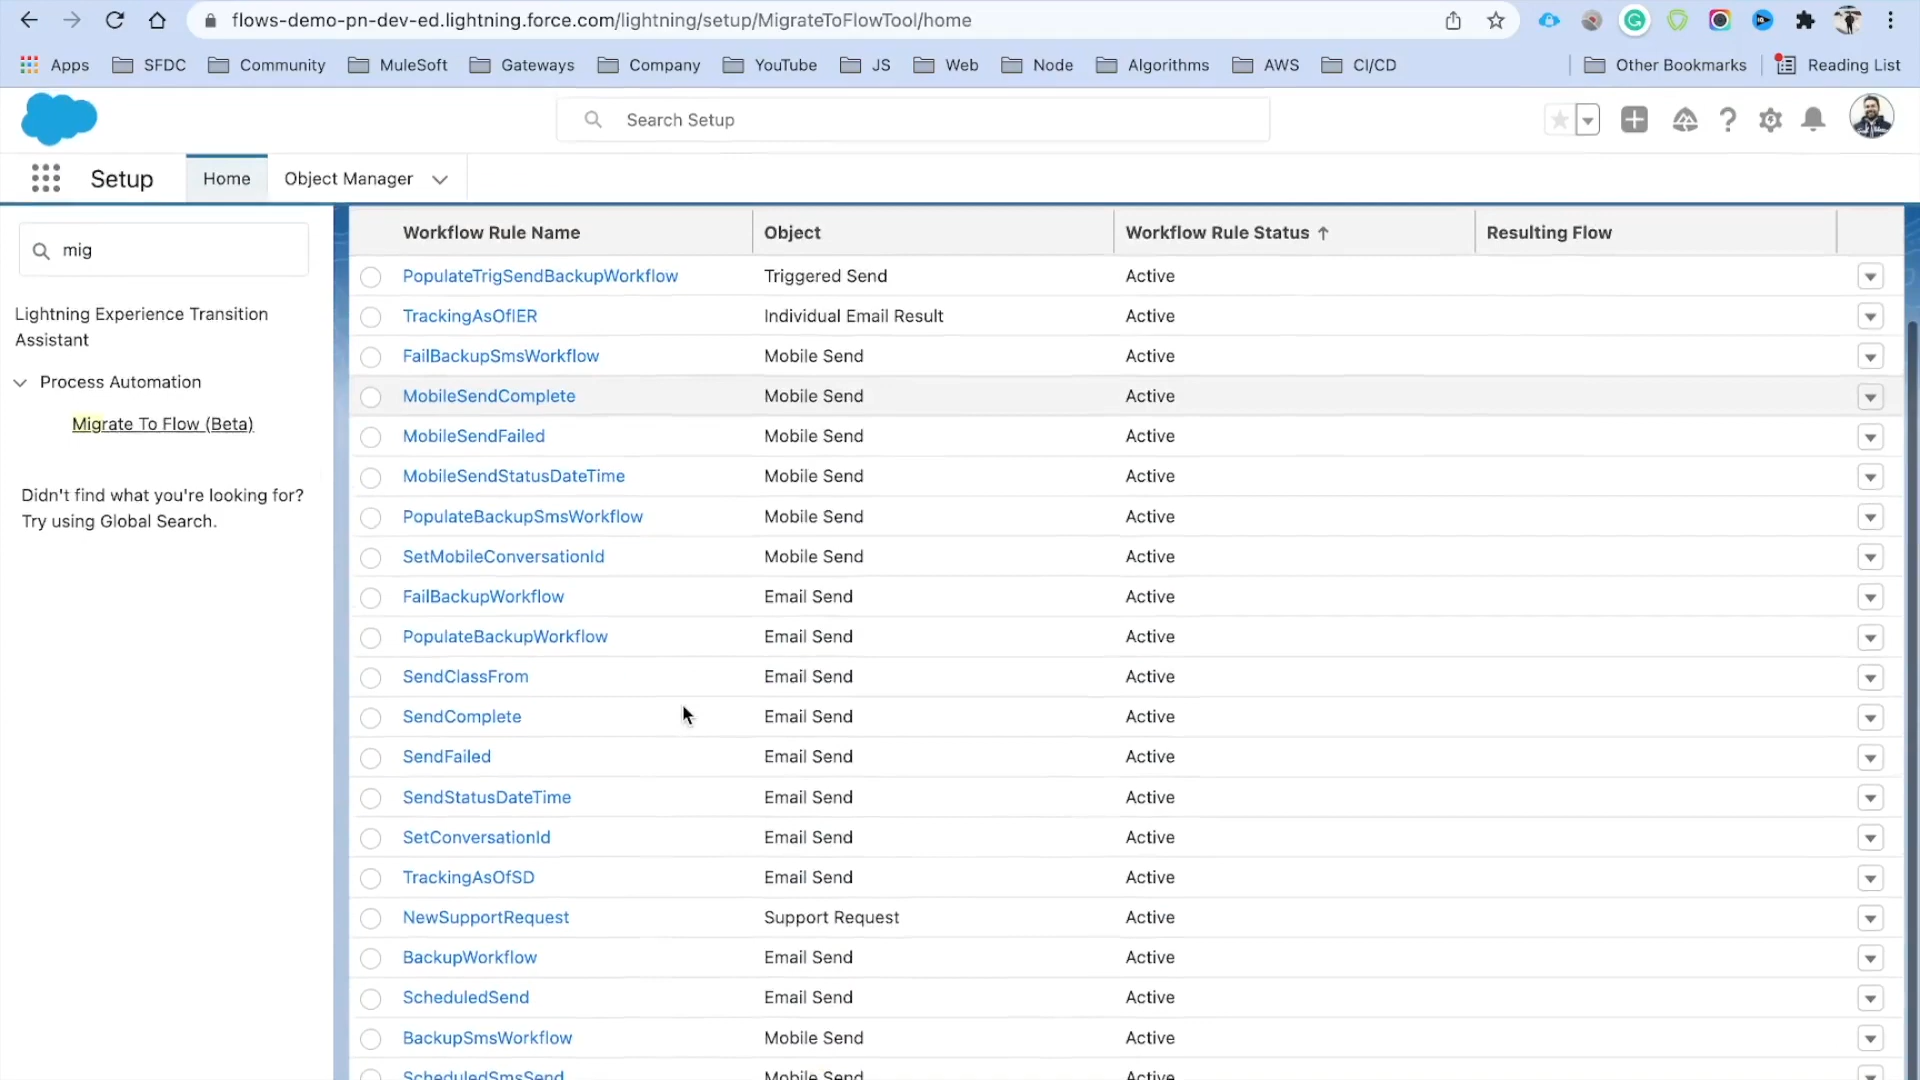 flows-demo-pn-dev-ed.lightning.force.com/lightning/setup/MigrateToFlowTool/home
Apps SFDC Community MuleSoft Gateways Company YouTube JS Web Node Algorithms AWS CI/CD Other Bookmarks Reading List
Search Setup
Setup Home Object Manager
mig
Lightning Experience Transition
Assistant
Process Automation
Migrate To Flow (Beta)
Didn't find what you're looking for?
Try using Global Search.
Workflow Rule Name Object Workflow Rule Status ↑ Resulting Flow
PopulateTrigSendBackupWorkflow Triggered Send Active
TrackingAsOfIER Individual Email Result Active
FailBackupSmsWorkflow Mobile Send Active
MobileSendComplete Mobile Send Active
MobileSendFailed Mobile Send Active
MobileSendStatusDateTime Mobile Send Active
PopulateBackupSmsWorkflow Mobile Send Active
SetMobileConversationId Mobile Send Active
FailBackupWorkflow Email Send Active
PopulateBackupWorkflow Email Send Active
SendClassFrom Email Send Active
SendComplete Email Send Active
SendFailed Email Send Active
SendStatusDateTime Email Send Active
SetConversationId Email Send Active
TrackingAsOfSD Email Send Active
NewSupportRequest Support Request Active
BackupWorkflow Email Send Active
ScheduledSend Email Send Active
BackupSmsWorkflow Mobile Send Active
ScheduledSmsSend Mobile Send Active